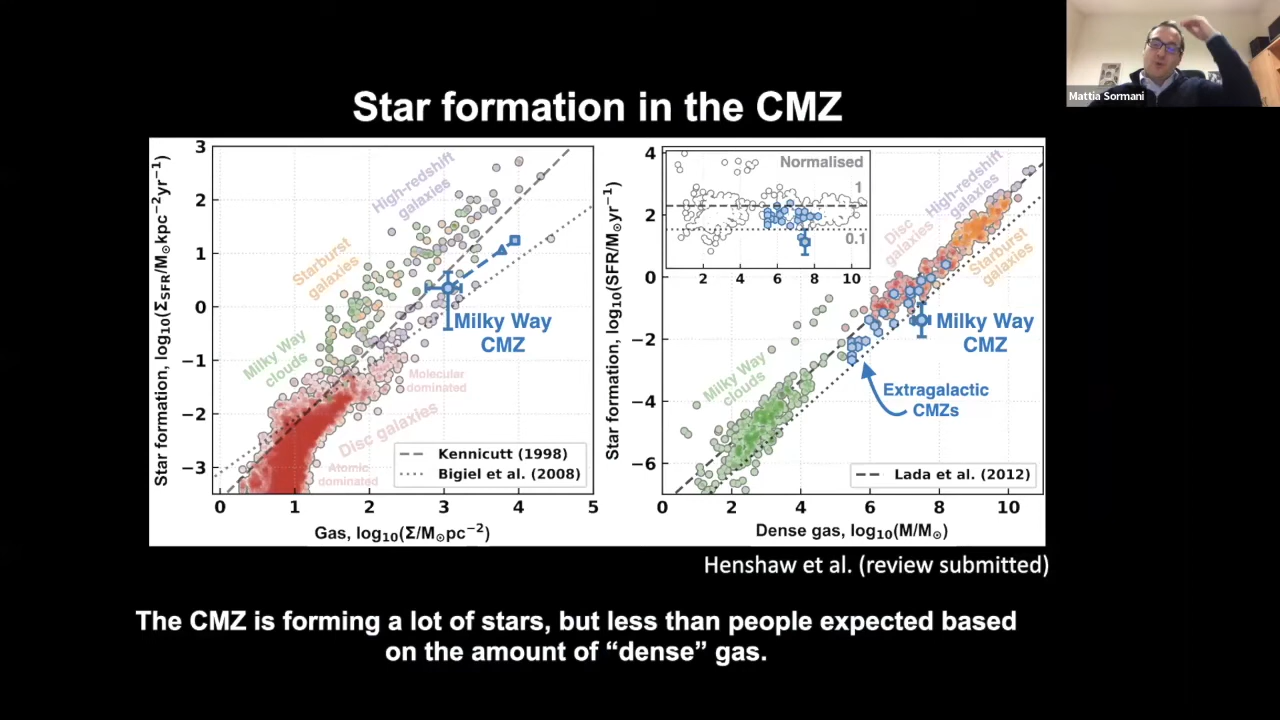 Mattia Sormani
Star formation in the CMZ
Star formation, log₁₀(Σ_SFR/M⊙kpc⁻²yr⁻¹)
3
2
1
0
−1
−2
−3
High-redshift
galaxies
Starburst
galaxies
Milky Way
clouds
Milky Way
CMZ
Molecular
dominated
Disc galaxies
Atomic
dominated
Kennicutt (1998)
Bigiel et al. (2008)
0 1 2 3 4 5
Gas, log₁₀(Σ/M⊙pc⁻²)
Star formation, log₁₀(SFR/M⊙yr⁻¹)
4
2
0
−2
−4
−6
Normalised
1
0.1
2 4 6 8 10
High-redshift
galaxies
Disc
galaxies
Starburst
galaxies
Milky Way
CMZ
Milky Way
clouds
Extragalactic
CMZs
Lada et al. (2012)
0 2 4 6 8 10
Dense gas, log₁₀(M/M⊙)
Henshaw et al. (review submitted)
The CMZ is forming a lot of stars, but less than people expected based
on the amount of “dense” gas.